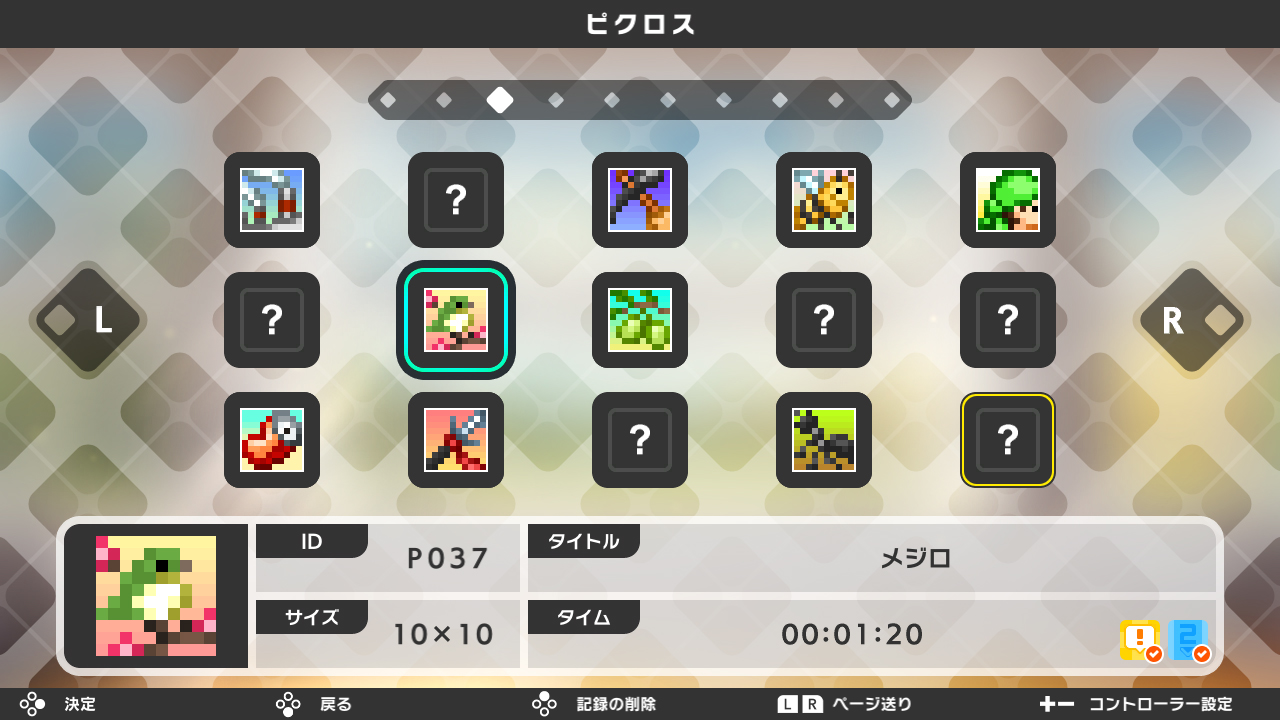 ピクロス
?
L
?
?
?
R
?
?
ID
P037
タイトル
メジロ
サイズ
10×10
タイム
00:01:20
決定
戻る
記録の削除
L R ページ送り
コントローラー設定